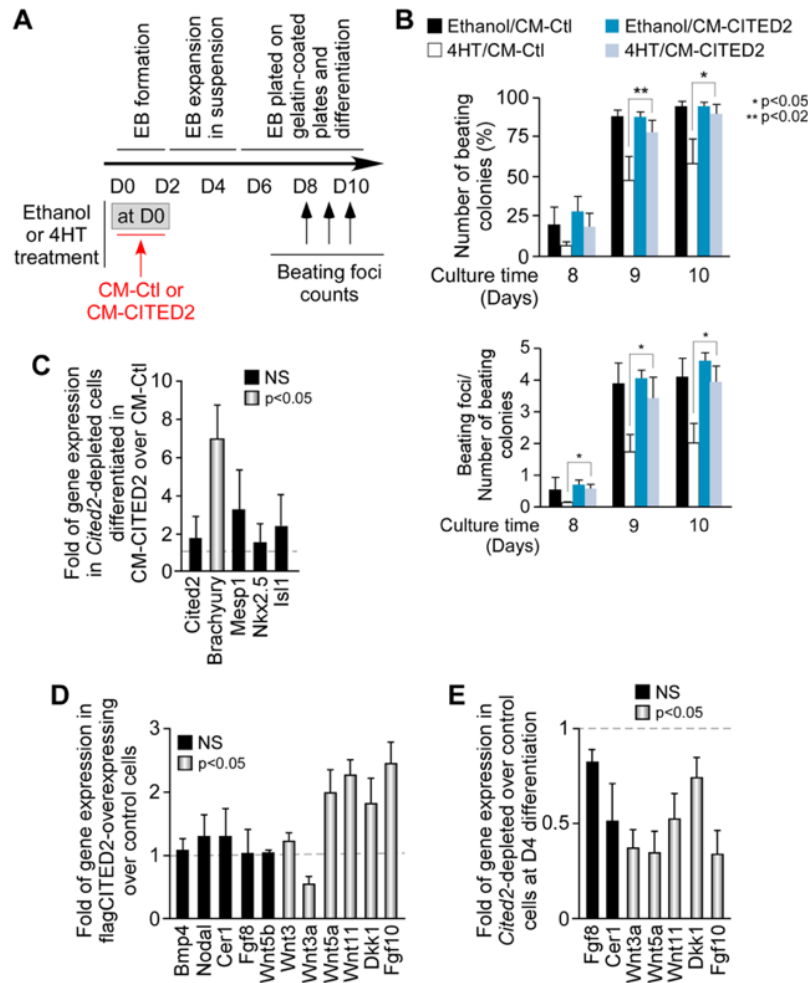 A
EB formation
EB expansion
in suspension
EB plated on
gelatin-coated
plates and
differentiation
D0 D2 D4 D6 D8 D10
Ethanol
or 4HT
treatment
at D0
CM-Ctl or
CM-CITED2
Beating foci
counts
B
Ethanol/CM-Ctl
Ethanol/CM-CITED2
4HT/CM-Ctl
4HT/CM-CITED2
Number of beating
colonies (%)
100
75
50
25
0
**
*
* p<0.05
** p<0.02
Culture time
(Days)
8 9 10
Beating foci/
Number of beating
colonies
5
4
3
2
1
0
*
*
*
Culture time
(Days)
8 9 10
C
Fold of gene expression
in Cited2-depleted cells
differentiated in
CM-CITED2 over CM-Ctl
10
8
6
4
2
0
NS
p<0.05
Cited2
Brachyury
Mesp1
Nkx2.5
Isl1
D
Fold of gene expression in
flagCITED2-overexpressing
over control cells
3
2
1
0
NS
p<0.05
Bmp4
Nodal
Cer1
Fgf8
Wnt5b
Wnt3
Wnt3a
Wnt5a
Wnt11
Dkk1
Fgf10
E
Fold of gene expression in
Cited2-depleted over control
cells at D4 differentiation
1
0.5
0
NS
p<0.05
Fgf8
Cer1
Wnt3a
Wnt5a
Wnt11
Dkk1
Fgf10